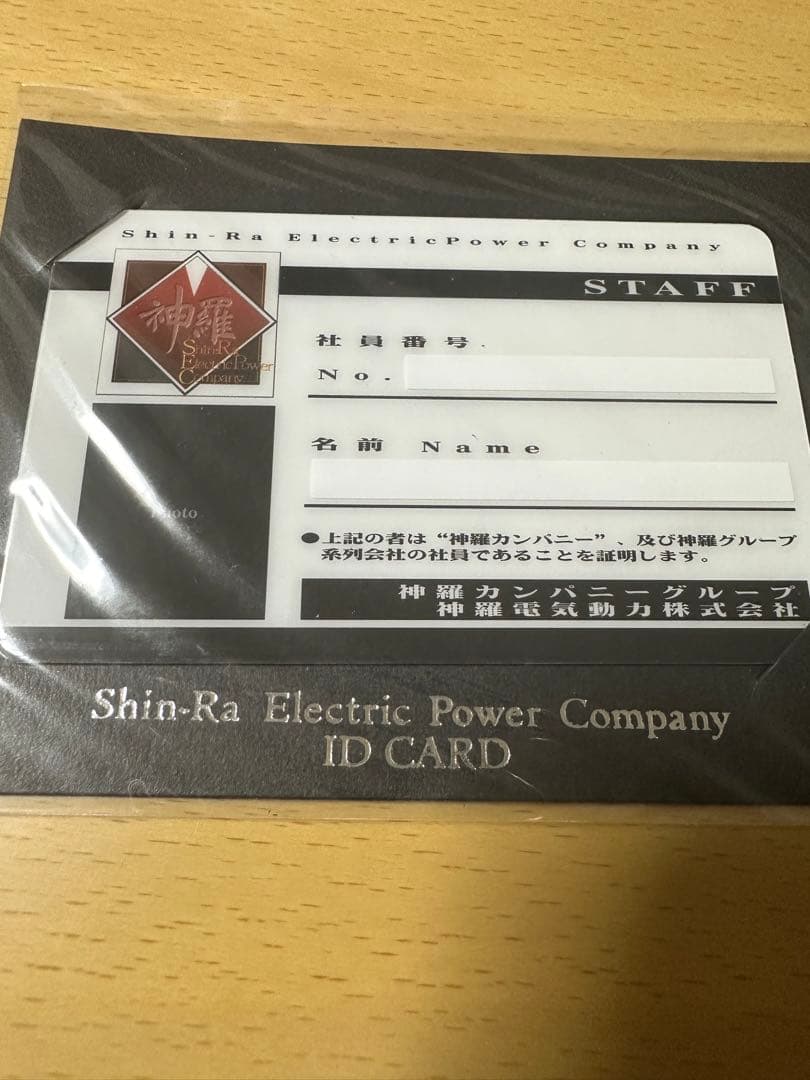 Shin-Ra ElectricPower Company
STAFF
神羅
Shin-Ra
ElectricPower
Company
社員番号.
No.
名前 Name
Photo
●上記の者は“神羅カンパニー”、及び神羅グループ
系列会社の社員であることを証明します。
神羅カンパニーグループ
神羅電気動力株式会社
Shin-Ra Electric Power Company
ID CARD